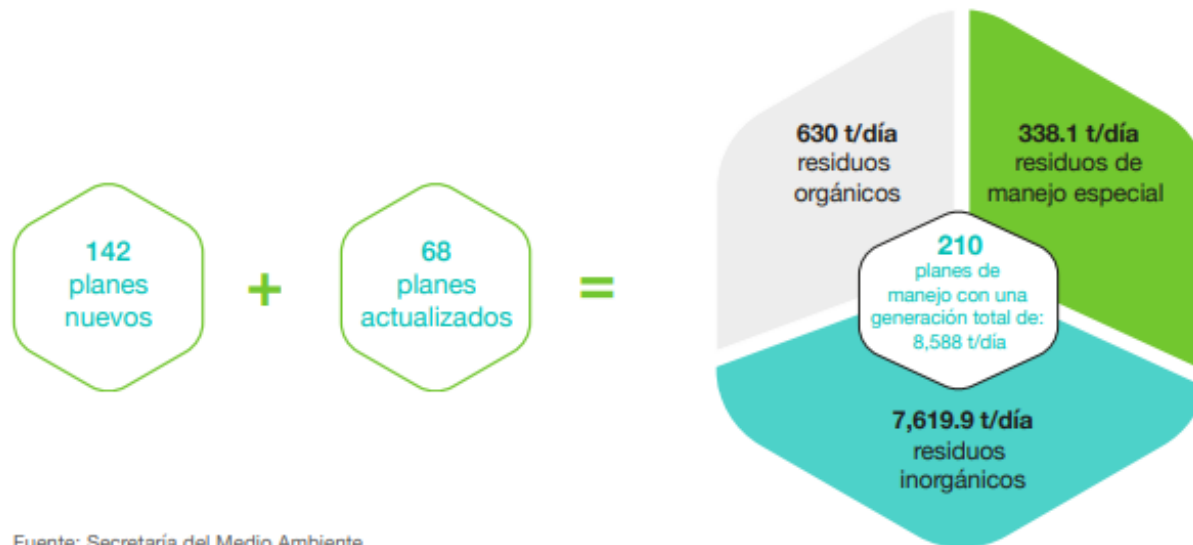 142
planes
nuevos
+
68
planes
actualizados
=
630 t/día
residuos
orgánicos
338.1 t/día
residuos de
manejo especial
210
planes de
manejo con una
generación total de:
8,588 t/día
7,619.9 t/día
residuos
inorgánicos
Fuente: Secretaría del Medio Ambiente